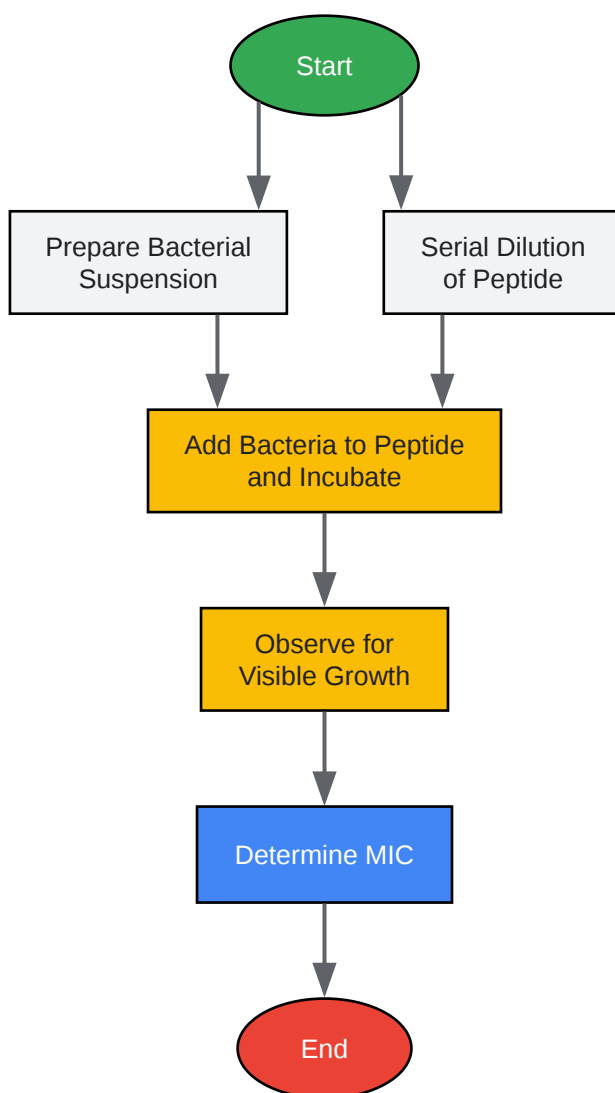 Start
Prepare Bacterial
Suspension
Serial Dilution
of Peptide
Add Bacteria to Peptide
and Incubate
Observe for
Visible Growth
Determine MIC
End